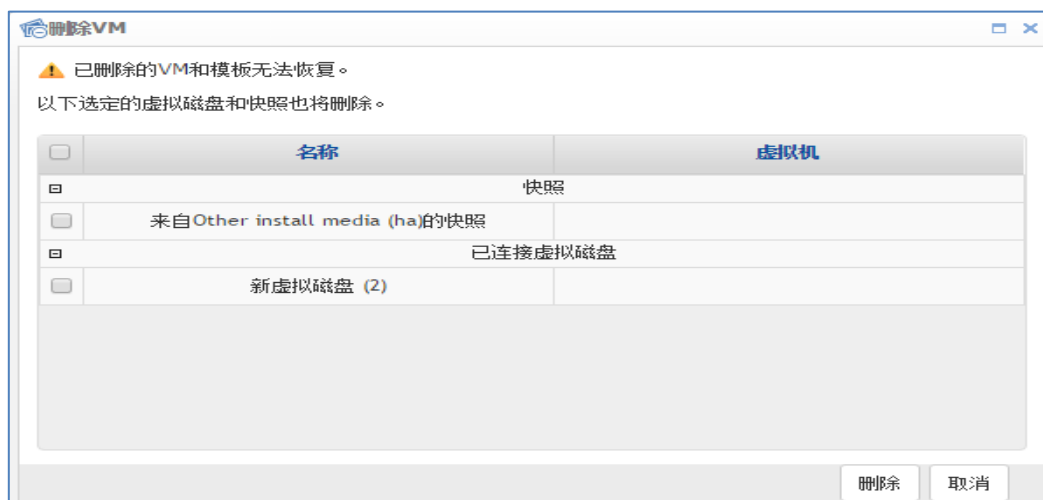 删除VM
已删除的VM和模板无法恢复。
以下选定的虚拟磁盘和快照也将删除。
名称 虚拟机
快照
来自Other install media (ha)的快照
已连接虚拟磁盘
新虚拟磁盘 (2)
删除 取消